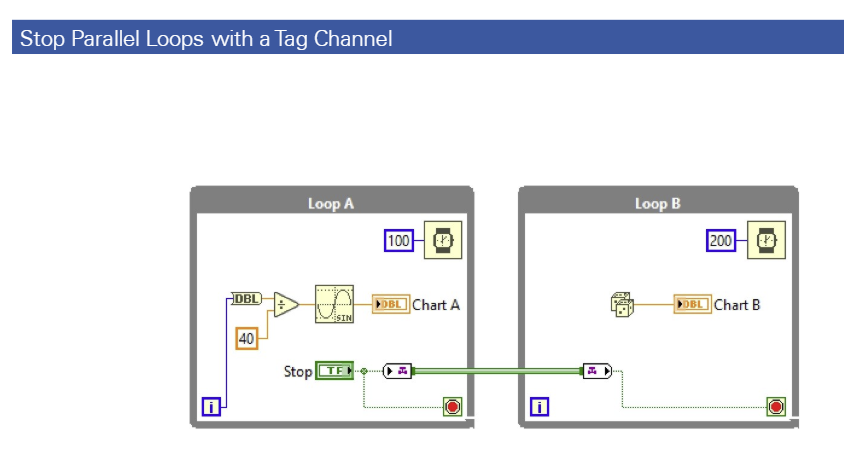 Stop Parallel Loops with a Tag Channel
Loop A
Loop B
100
200
DBL
SIN
DBL Chart A
DBL Chart B
40
Stop TF
i
i